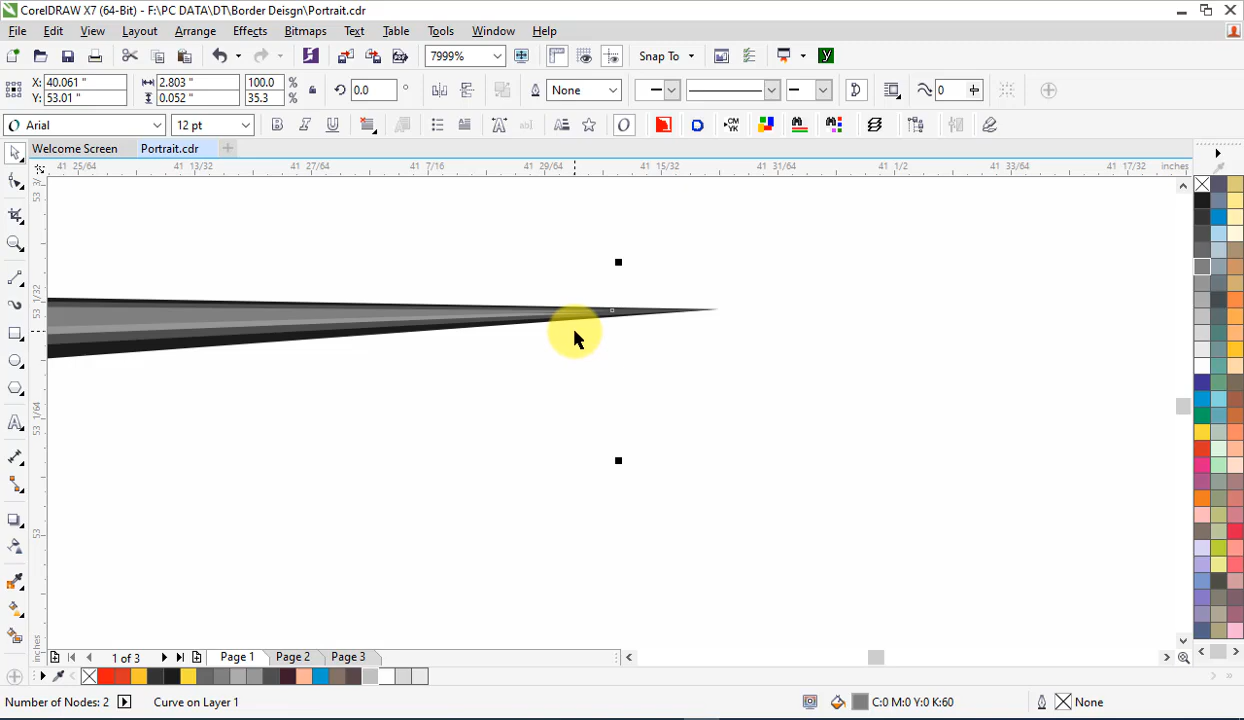 CorelDRAW X7 (64-Bit) - F:\PC DATA\DT\Border Deisgn\Portrait.cdr
File Edit View Layout Arrange Effects Bitmaps Text Table Tools Window Help
7999% Snap To
X: 40.061 " 2.803 " 100.0 % 0.0 ° None 0
Y: 53.01 " 0.052 " 35.3 %
Arial 12 pt B I U A ab A O CM YK y
Welcome Screen Portrait.cdr
41 25/64 41 13/32 41 27/64 41 7/16 41 29/64 41 15/32 41 31/64 41 1/2 41 33/64 41 17/32 inches
53 1/32
53 1/64
53
inches
1 of 3 Page 1 Page 2 Page 3
Number of Nodes: 2 Curve on Layer 1 C:0 M:0 Y:0 K:60 None